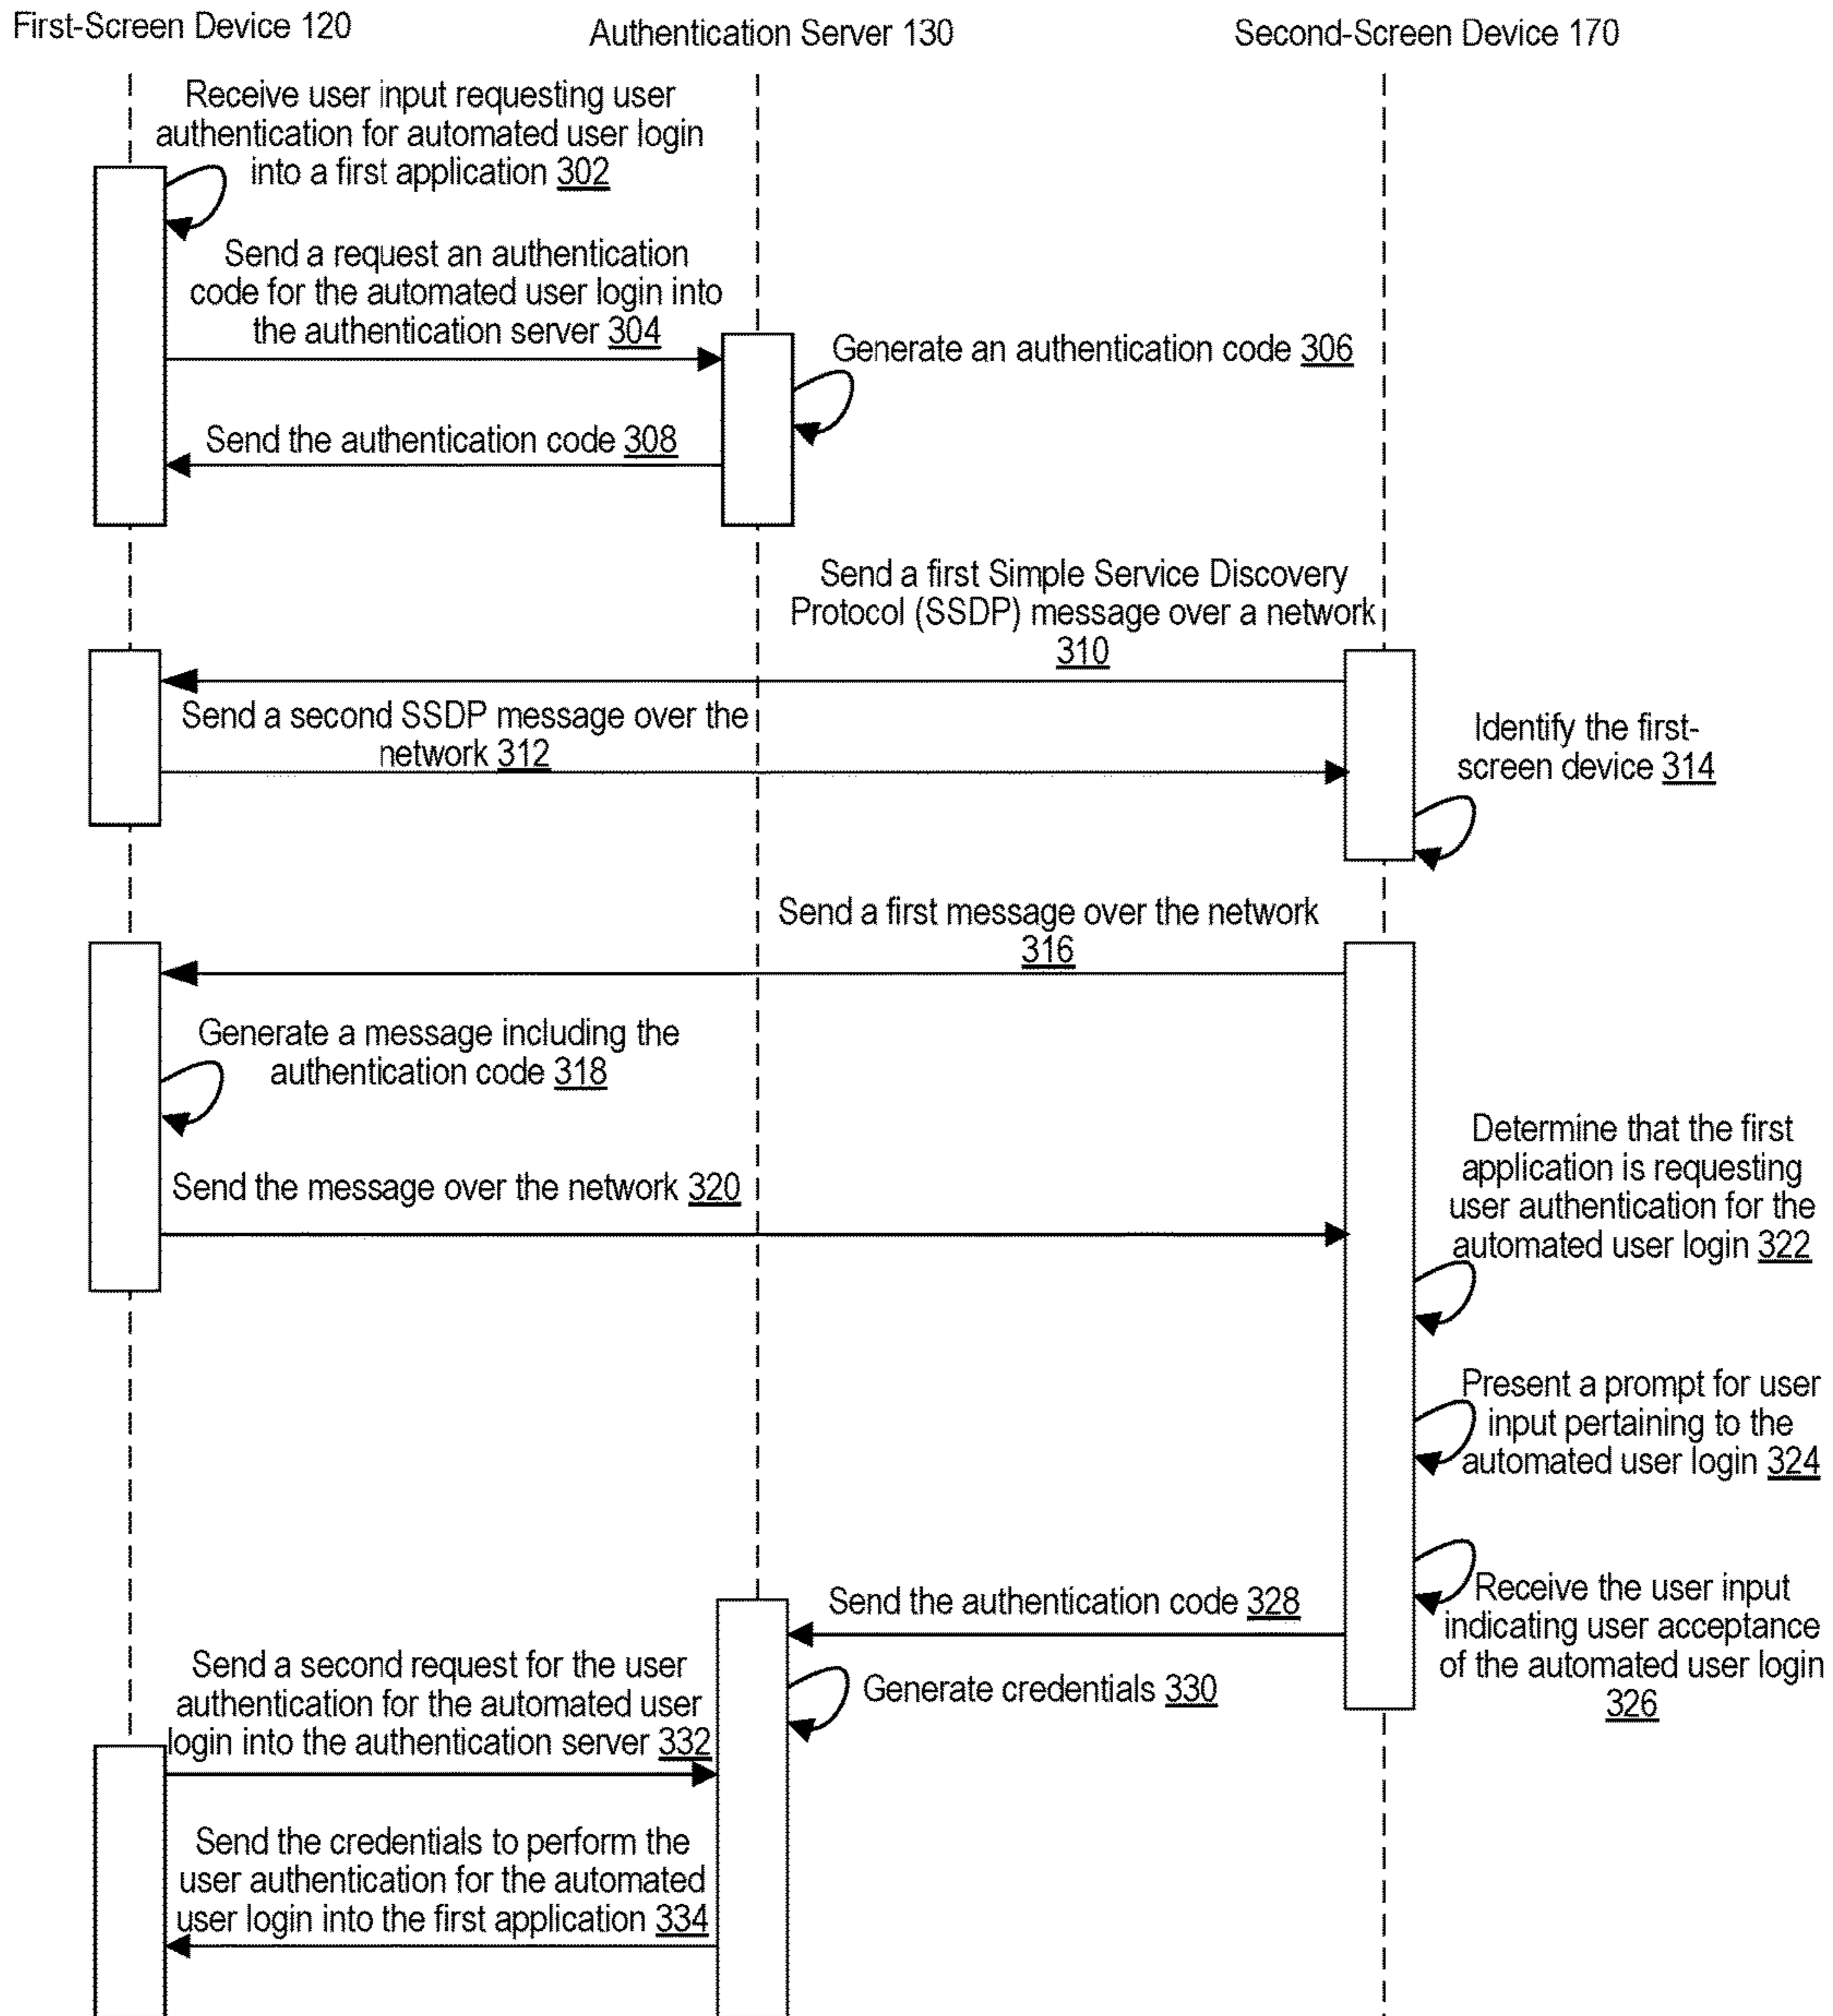 First-Screen Device 120
Authentication Server 130
Second-Screen Device 170
Receive user input requesting user
authentication for automated user login
into a first application 302
Send a request an authentication
code for the automated user login into
the authentication server 304
Generate an authentication code 306
Send the authentication code 308
Send a first Simple Service Discovery
Protocol (SSDP) message over a network
310
Send a second SSDP message over the
network 312
Identify the first-
screen device 314
Send a first message over the network
316
Generate a message including the
authentication code 318
Send the message over the network 320
Determine that the first
application is requesting
user authentication for the
automated user login 322
Present a prompt for user
input pertaining to the
automated user login 324
Receive the user input
indicating user acceptance
of the automated user login
326
Send the authentication code 328
Generate credentials 330
Send a second request for the user
authentication for the automated user
login into the authentication server 332
Send the credentials to perform the
user authentication for the automated
user login into the first application 334